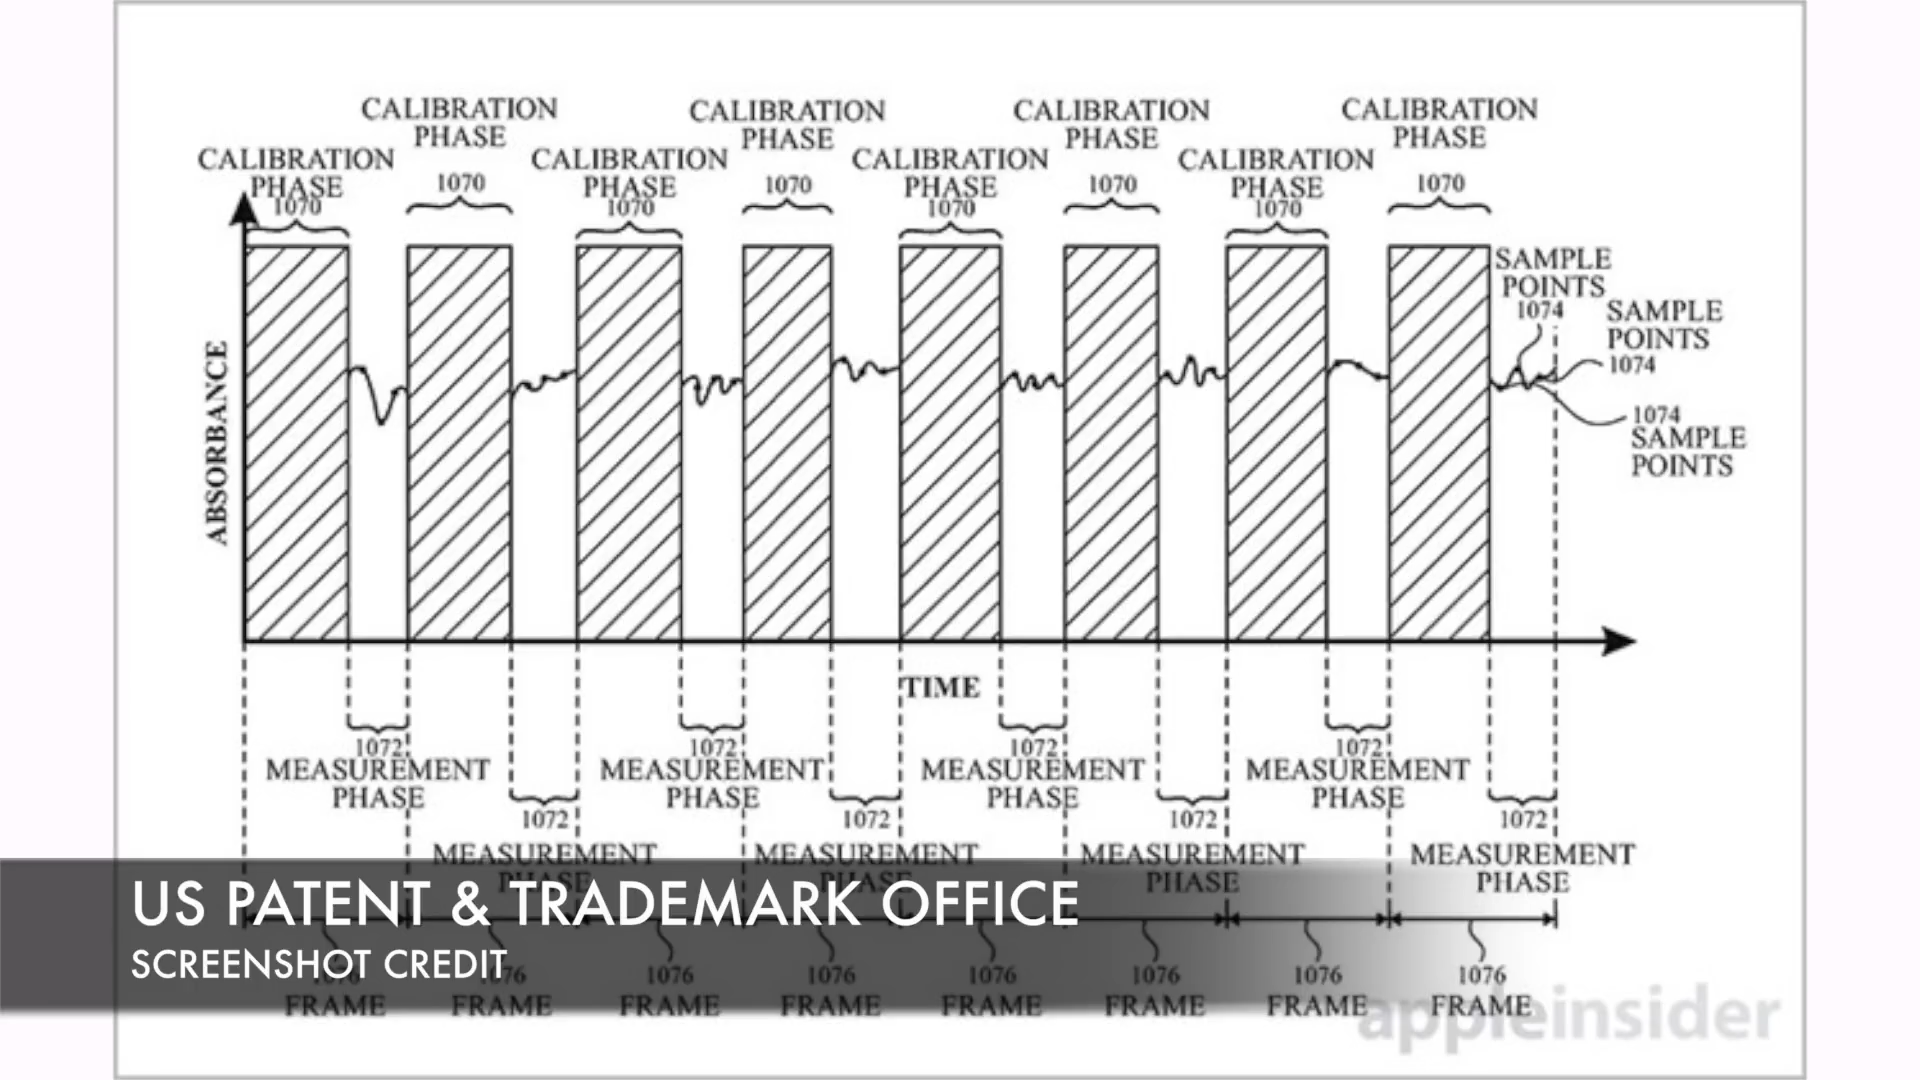 CALIBRATION
PHASE
1070
CALIBRATION
PHASE
1070
CALIBRATION
PHASE
1070
CALIBRATION
PHASE
1070
CALIBRATION
PHASE
1070
CALIBRATION
PHASE
1070
CALIBRATION
PHASE
1070
CALIBRATION
PHASE
1070
SAMPLE
POINTS
1074
SAMPLE
POINTS
1074
1074
SAMPLE
POINTS
ABSORBANCE
TIME
1072
MEASUREMENT
PHASE
1072
MEASUREMENT
PHASE
1072
MEASUREMENT
PHASE
1072
MEASUREMENT
PHASE
1072
MEASUREMENT
PHASE
1072
MEASUREMENT
PHASE
1072
MEASUREMENT
PHASE
1072
MEASUREMENT
PHASE
US PATENT & TRADEMARK OFFICE
SCREENSHOT CREDIT
1076
FRAME
1076
FRAME
1076
FRAME
1076
FRAME
1076
FRAME
1076
FRAME
1076
FRAME
1076
FRAME
appleinsider